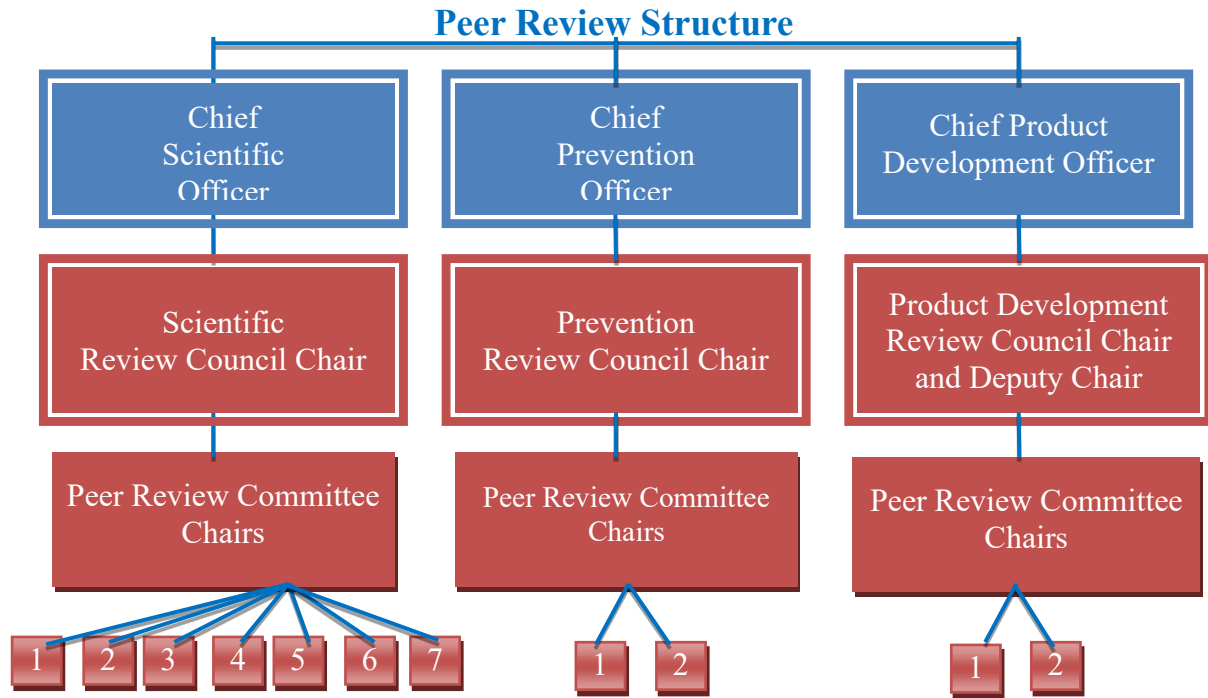 Peer Review Structure
Chief
Scientific
Officer
Chief
Prevention
Officer
Chief Product
Development Officer
Scientific
Review Council Chair
Prevention
Review Council Chair
Product Development
Review Council Chair
and Deputy Chair
Peer Review Committee
Chairs
Peer Review Committee
Chairs
Peer Review Committee
Chairs
1 2 3 4 5 6 7
1 2
1 2